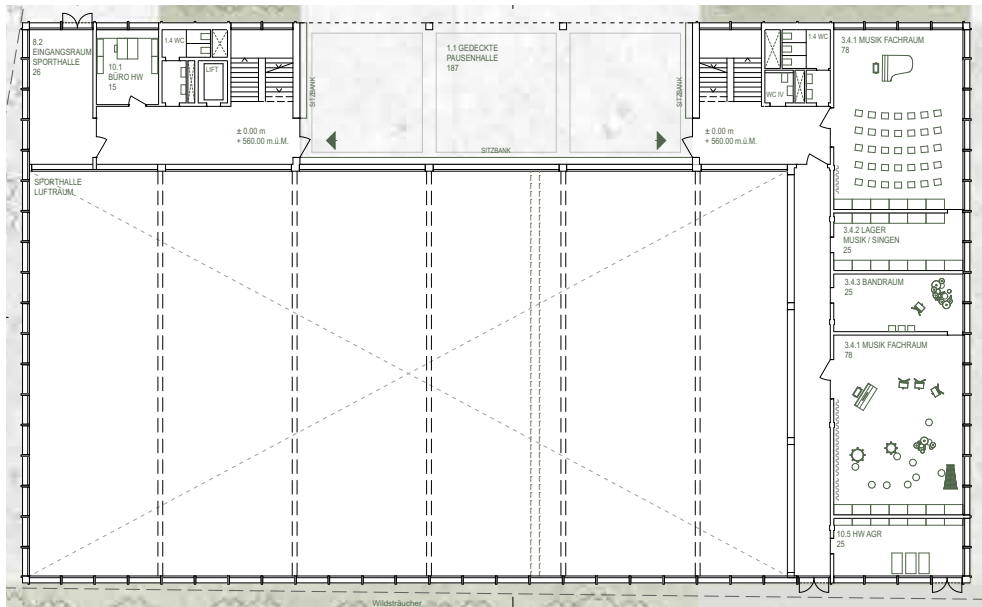 8.2
EINGANGSRAUM
SPORTHALLE
26
10.1
BÜRO HW
15
1.4 WC
LIFT
SITZBANK
1.1 GEDECKTE
PAUSENHALLE
187
SITZBANK
SITZBANK
1.4 WC
WC IV
± 0.00 m
+ 560.00 m.ü.M.
± 0.00 m
+ 560.00 m.ü.M.
3.4.1 MUSIK FACHRAUM
78
SPORTHALLE
LUFTRAUM
3.4.2 LAGER
MUSIK / SINGEN
25
3.4.3 BANDRAUM
25
3.4.1 MUSIK FACHRAUM
78
10.5 HW AGR
25
Wildsträucher